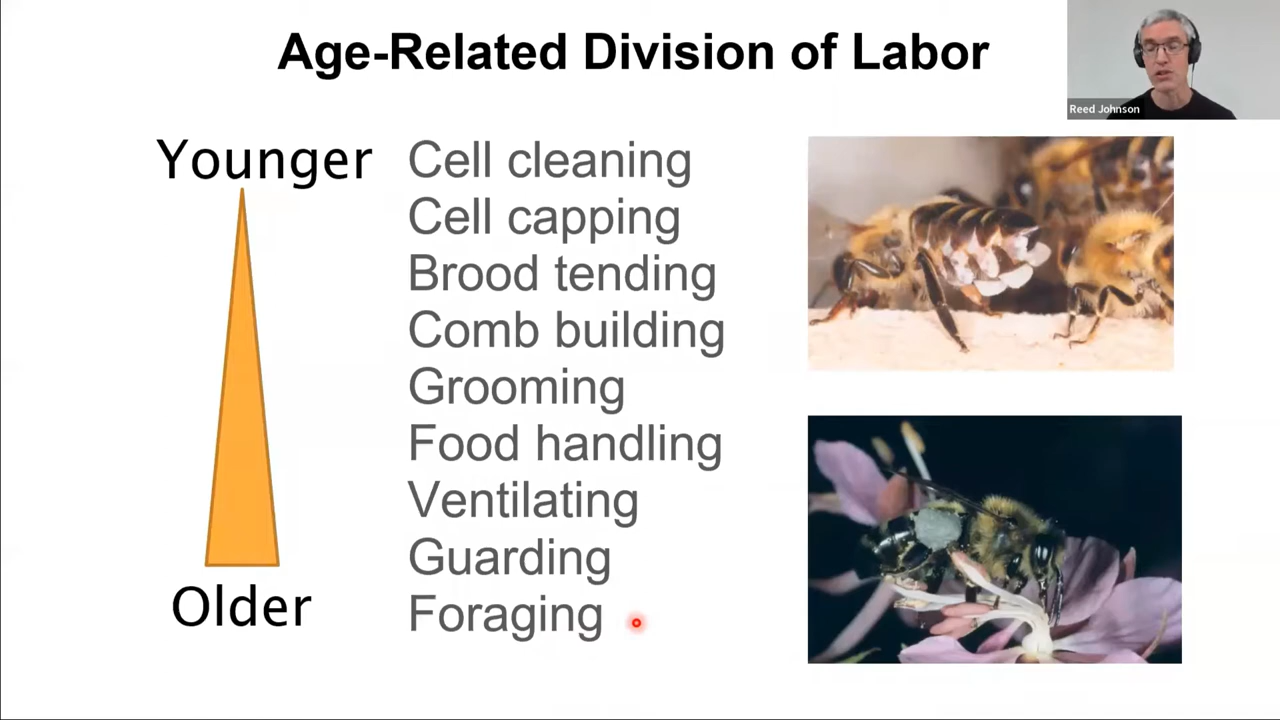 Age-Related Division of Labor
Reed Johnson
Younger
Cell cleaning
Cell capping
Brood tending
Comb building
Grooming
Food handling
Ventilating
Guarding
Foraging
Older